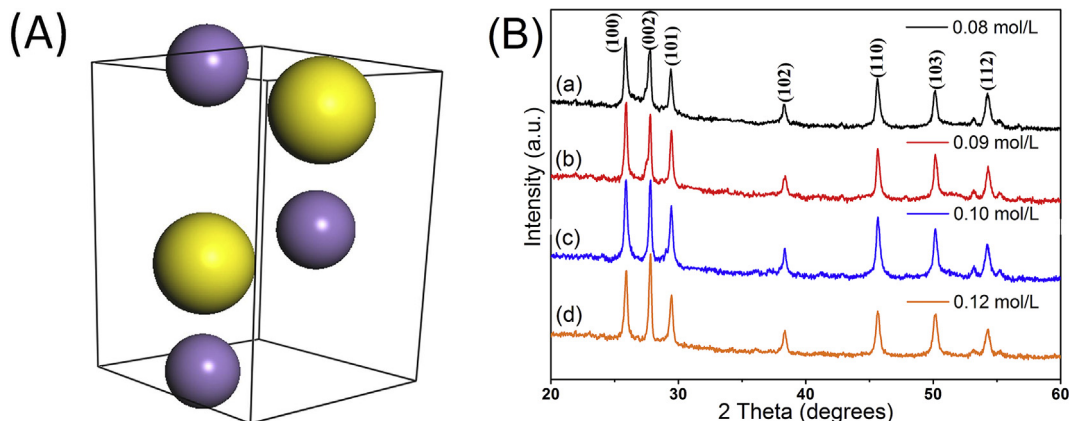 (A)
(B)
Intensity (a.u.)
(100)
(002)
(101)
(102)
(110)
(103)
(112)
0.08 mol/L
(a)
0.09 mol/L
(b)
0.10 mol/L
(c)
0.12 mol/L
(d)
20 30 40 50 60
2 Theta (degrees)